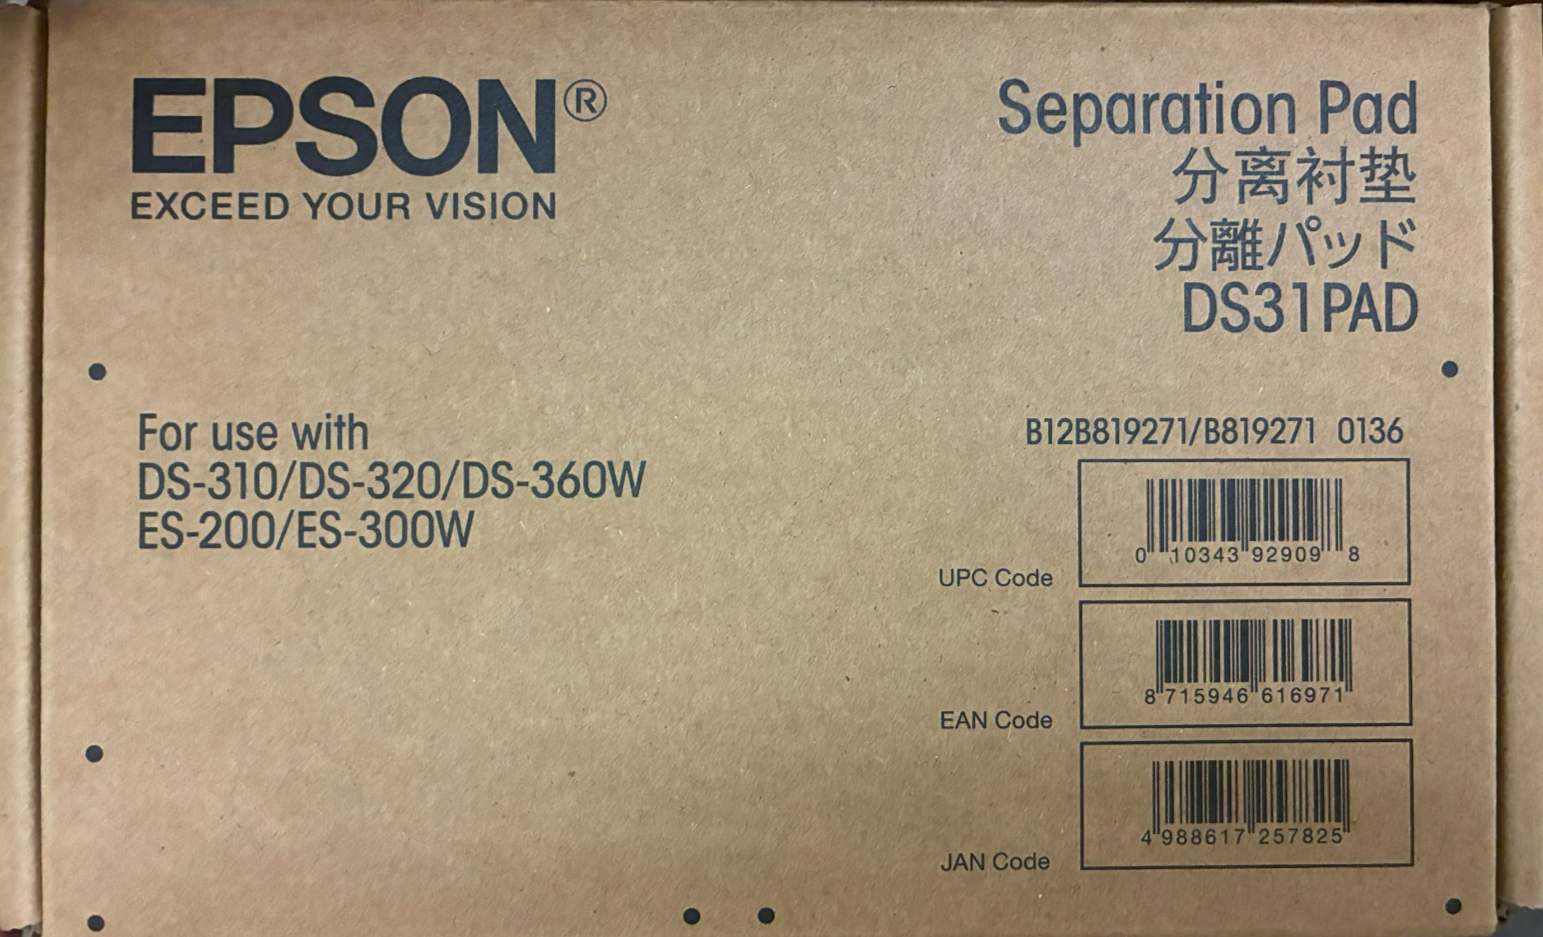 EPSON®
EXCEED YOUR VISION
Separation Pad
分离衬垫
分離パッド
DS31PAD
For use with
DS-310/DS-320/DS-360W
ES-200/ES-300W
B12B819271/B819271 0136
0 10343 92909 8
UPC Code
8 715946 616971
EAN Code
4 988617 257825
JAN Code